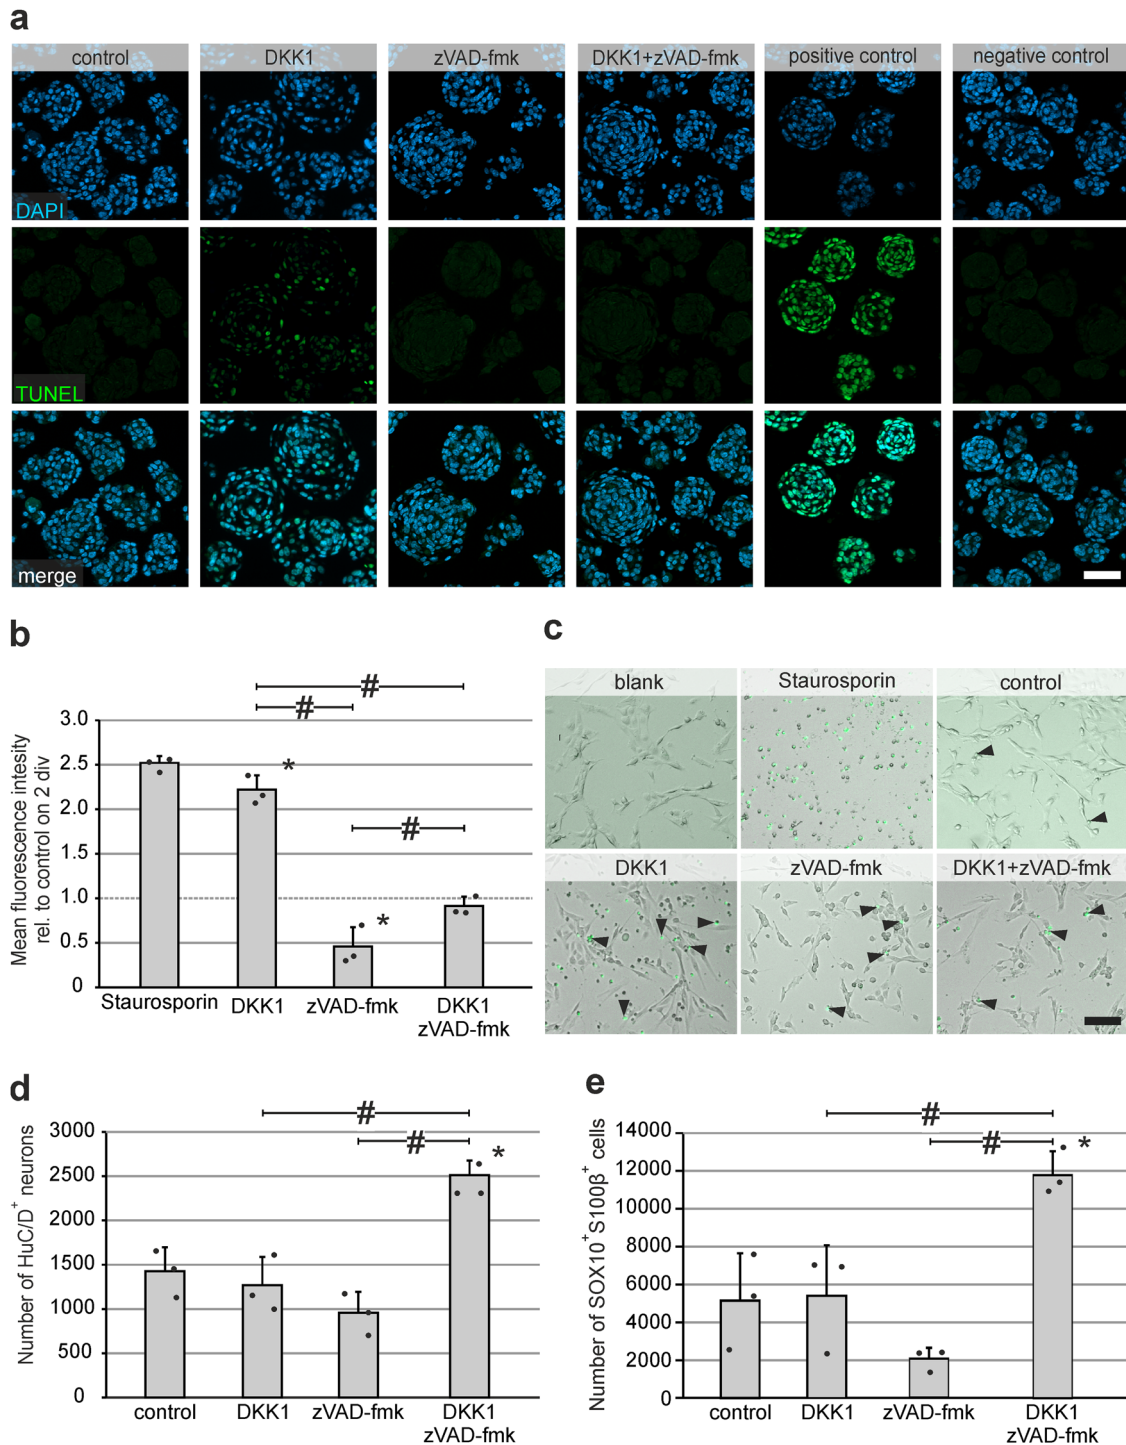 a
control DKK1 zVAD-fmk DKK1+zVAD-fmk positive control negative control
DAPI
TUNEL
merge
b
# 
#
#
*
*
Mean fluorescence intesity
rel. to control on 2 div
3.0
2.5
2.0
1.5
1.0
0.5
0
Staurosporin DKK1 zVAD-fmk DKK1
zVAD-fmk
c
blank Staurosporin control
DKK1 zVAD-fmk DKK1+zVAD-fmk
d
#
#
*
Number of HuC/D+ neurons
3000
2500
2000
1500
1000
500
0
control DKK1 zVAD-fmk DKK1
zVAD-fmk
e
#
#
*
Number of SOX10+S100β+ cells
14000
12000
10000
8000
6000
4000
2000
0
control DKK1 zVAD-fmk DKK1
zVAD-fmk